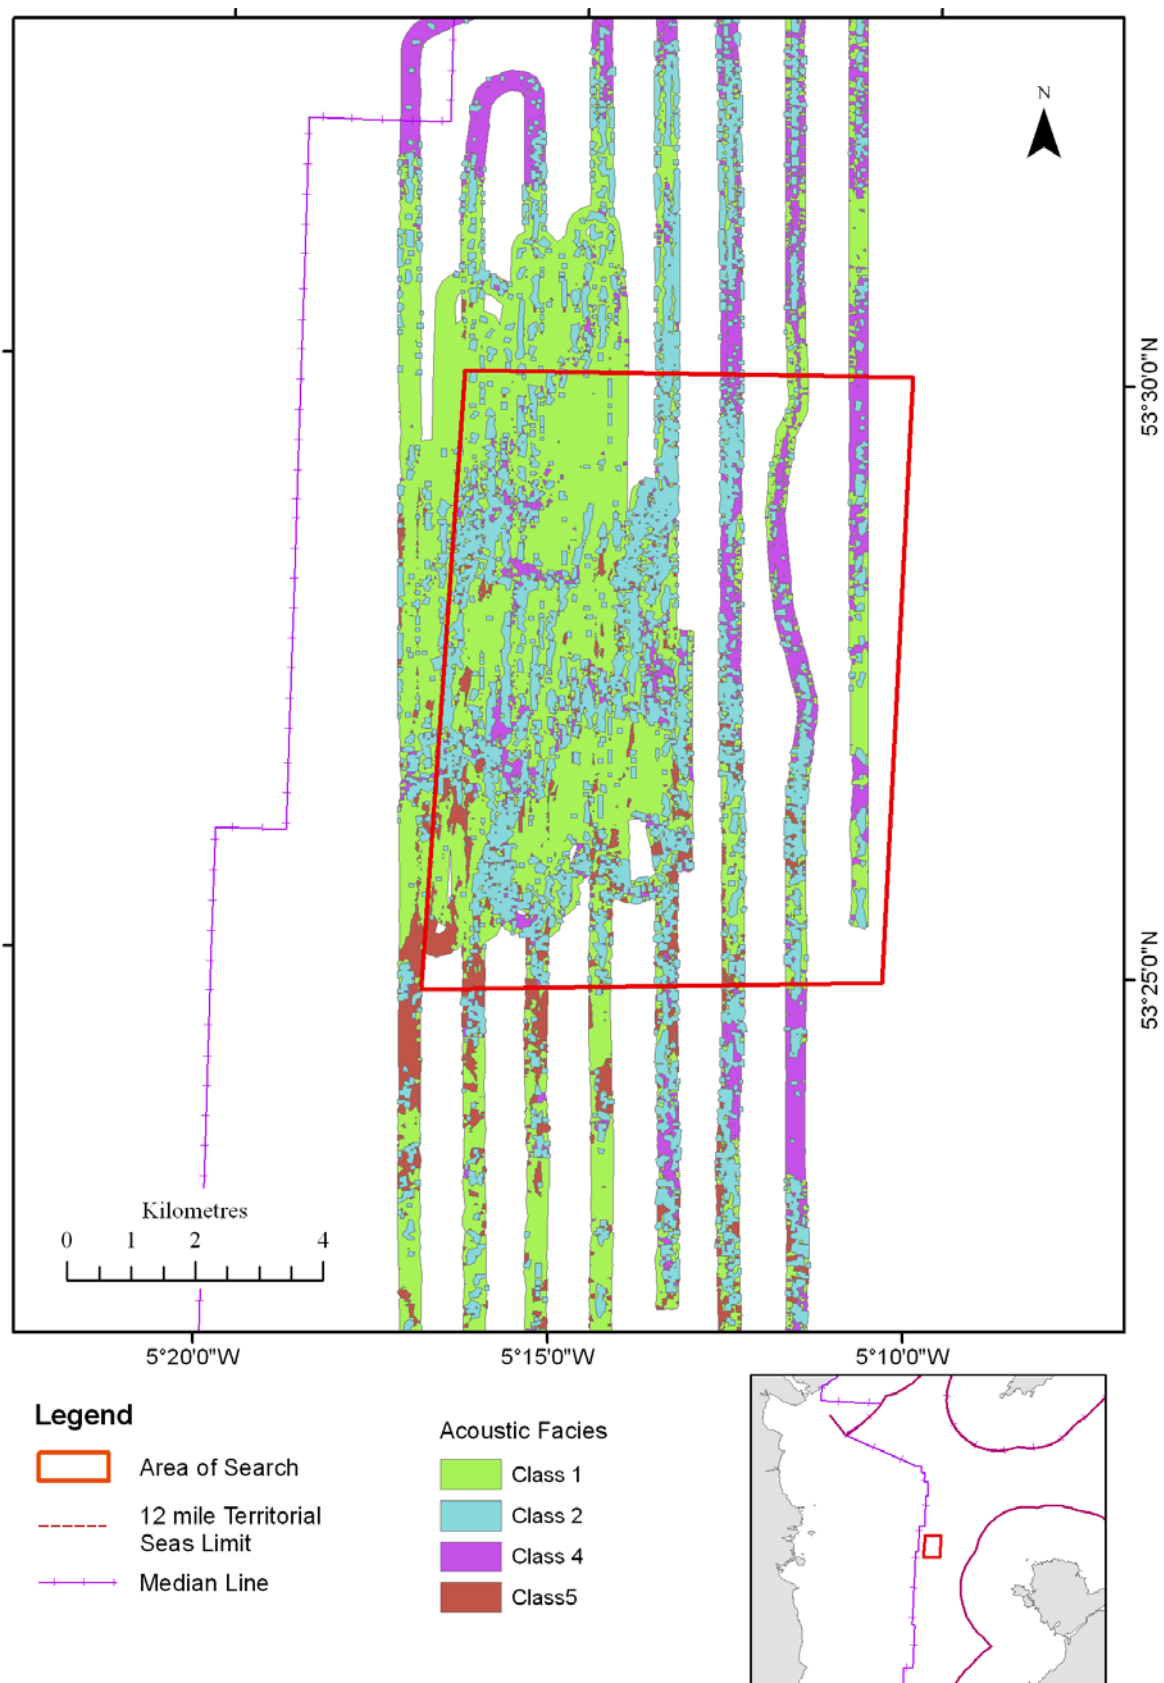 N
53°30'0"N
53°25'0"N
Kilometres
0 1 2 4
5°20'0"W 5°15'0"W 5°10'0"W
Legend
Area of Search
12 mile Territorial
Seas Limit
Median Line
Acoustic Facies
Class 1
Class 2
Class 4
Class5